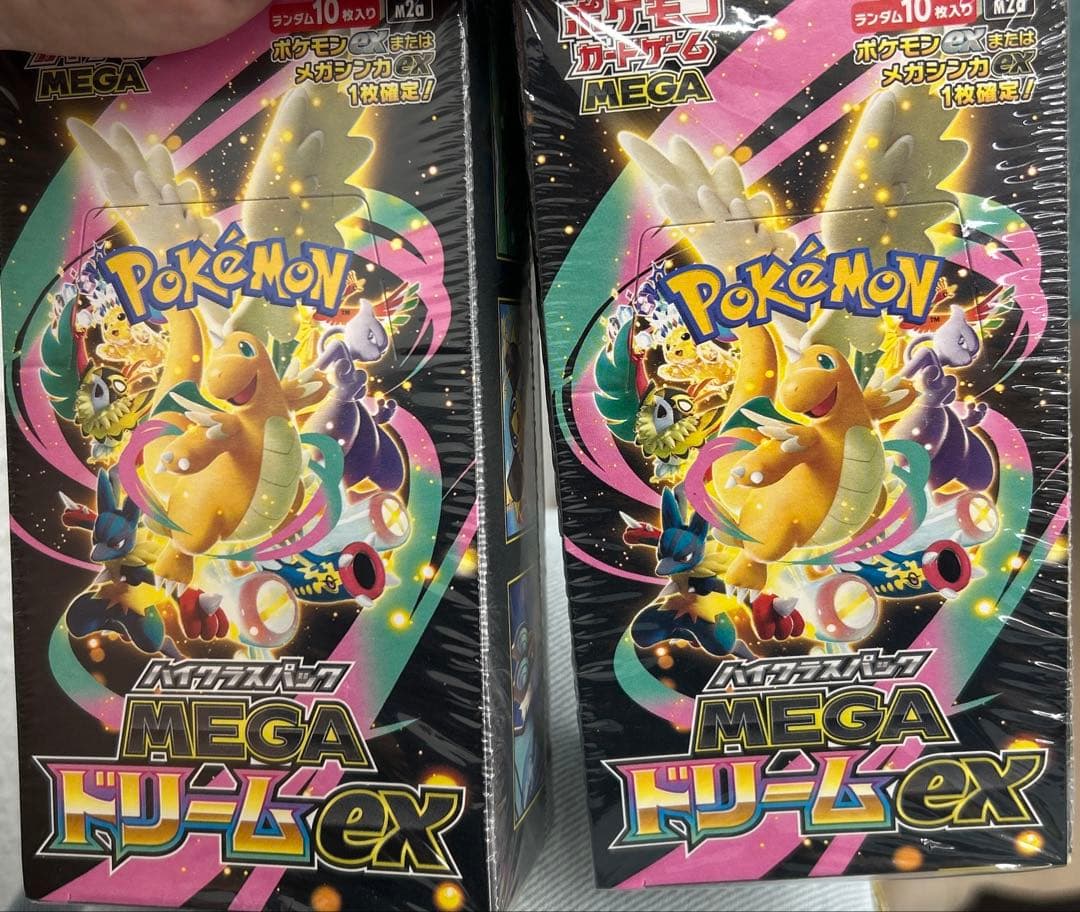 ランダム10枚入り
M2a
MEGA
ポケモンexまたは
メガシンカex
1枚確定!
POKéMON
ハイクラスパック
MEGA
ドリームex
ランダム10枚入り
M2a
ポケモン
カードゲーム
MEGA
ポケモンexまたは
メガシンカex
1枚確定!
POKéMON
TM
ハイクラスパック
MEGA
ドリームex